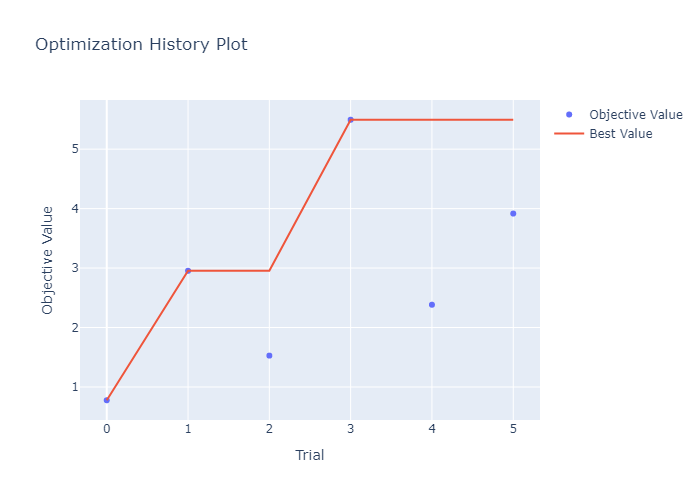 Optimization History Plot
Objective Value
Best Value
5
4
3
2
1
Objective Value
0 1 2 3 4 5
Trial